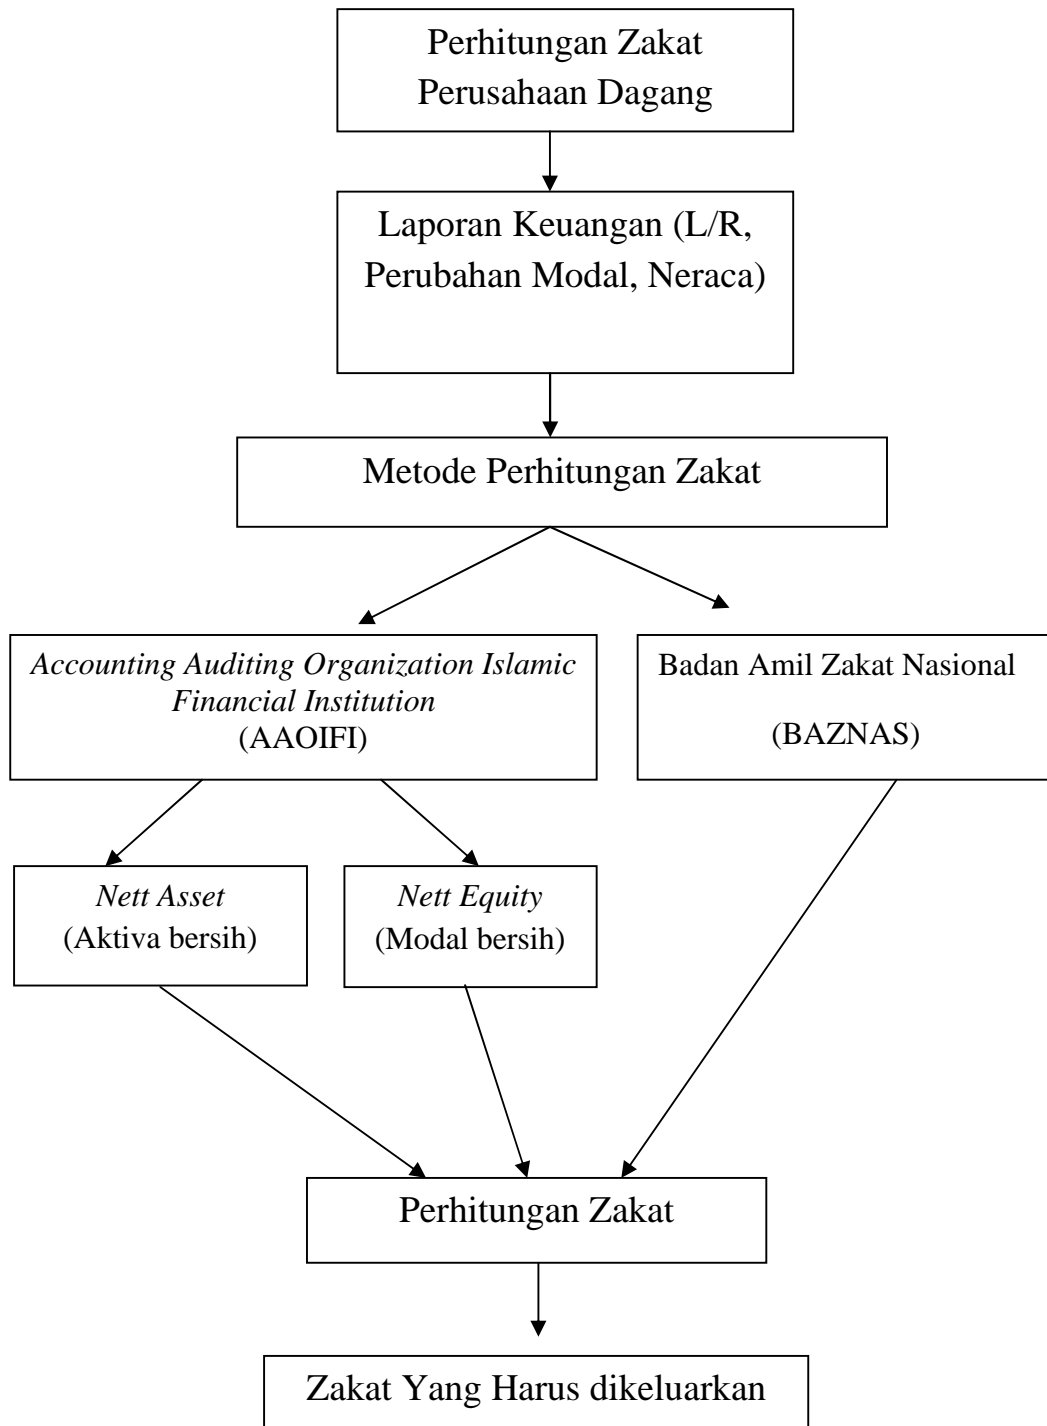 Perhitungan Zakat
Perusahaan Dagang
Laporan Keuangan (L/R,
Perubahan Modal, Neraca)
Metode Perhitungan Zakat
Accounting Auditing Organization Islamic
Financial Institution
(AAOIFI)
Badan Amil Zakat Nasional
(BAZNAS)
Nett Asset
(Aktiva bersih)
Nett Equity
(Modal bersih)
Perhitungan Zakat
Zakat Yang Harus dikeluarkan